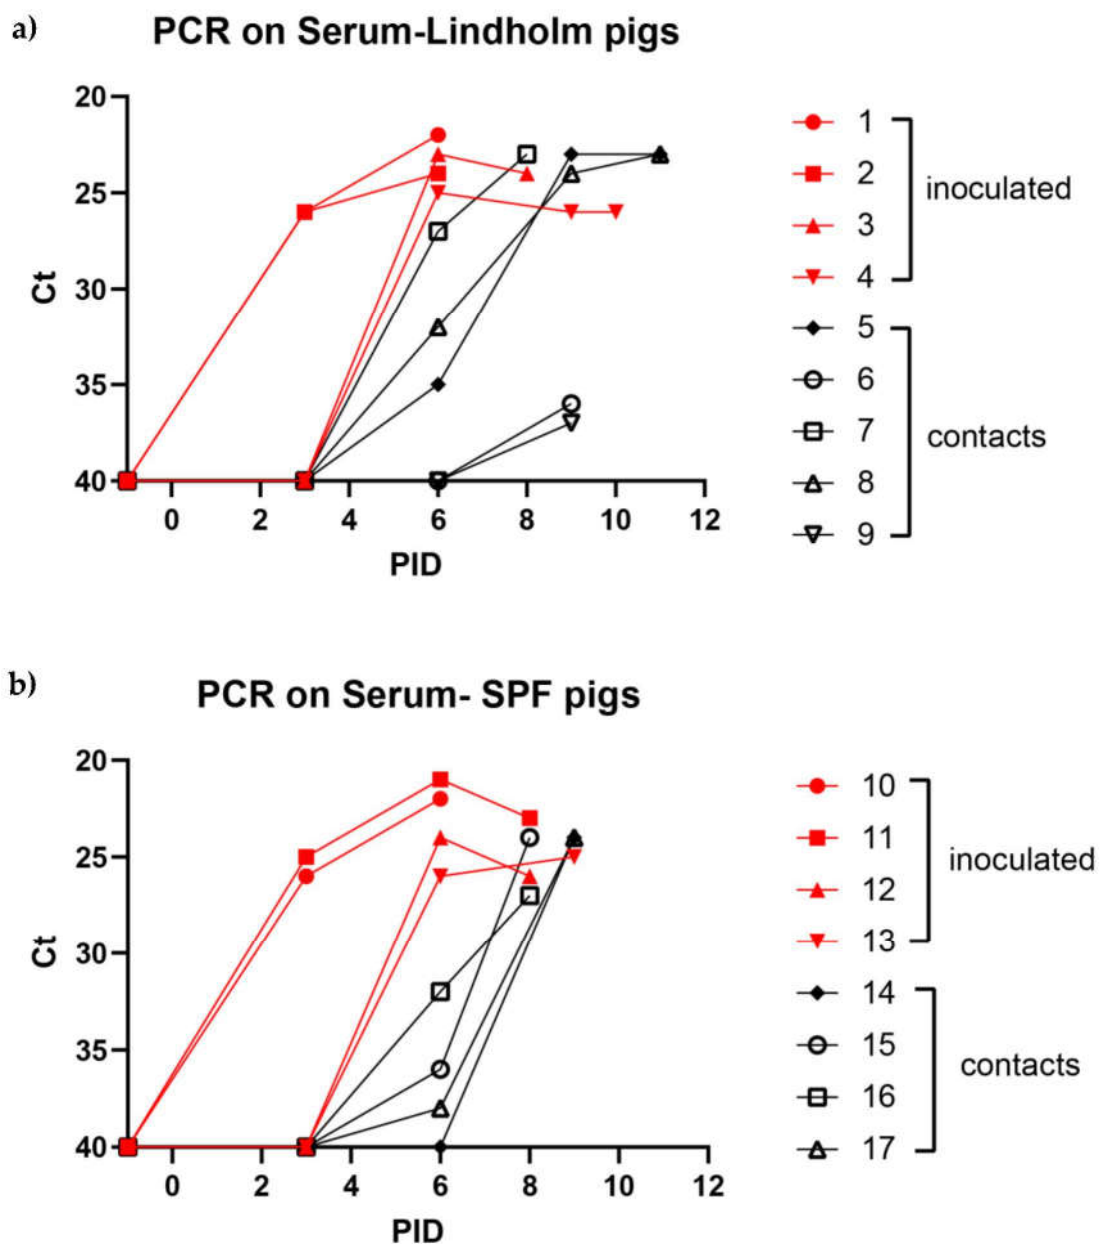 a)
PCR on Serum-Lindholm pigs
20
25
30
35
40
Ct
0 2 4 6 8 10 12
PID
1
2
3
4
inoculated
5
6
7
8
9
contacts
b)
PCR on Serum- SPF pigs
20
25
30
35
40
Ct
0 2 4 6 8 10 12
PID
10
11
12
13
inoculated
14
15
16
17
contacts